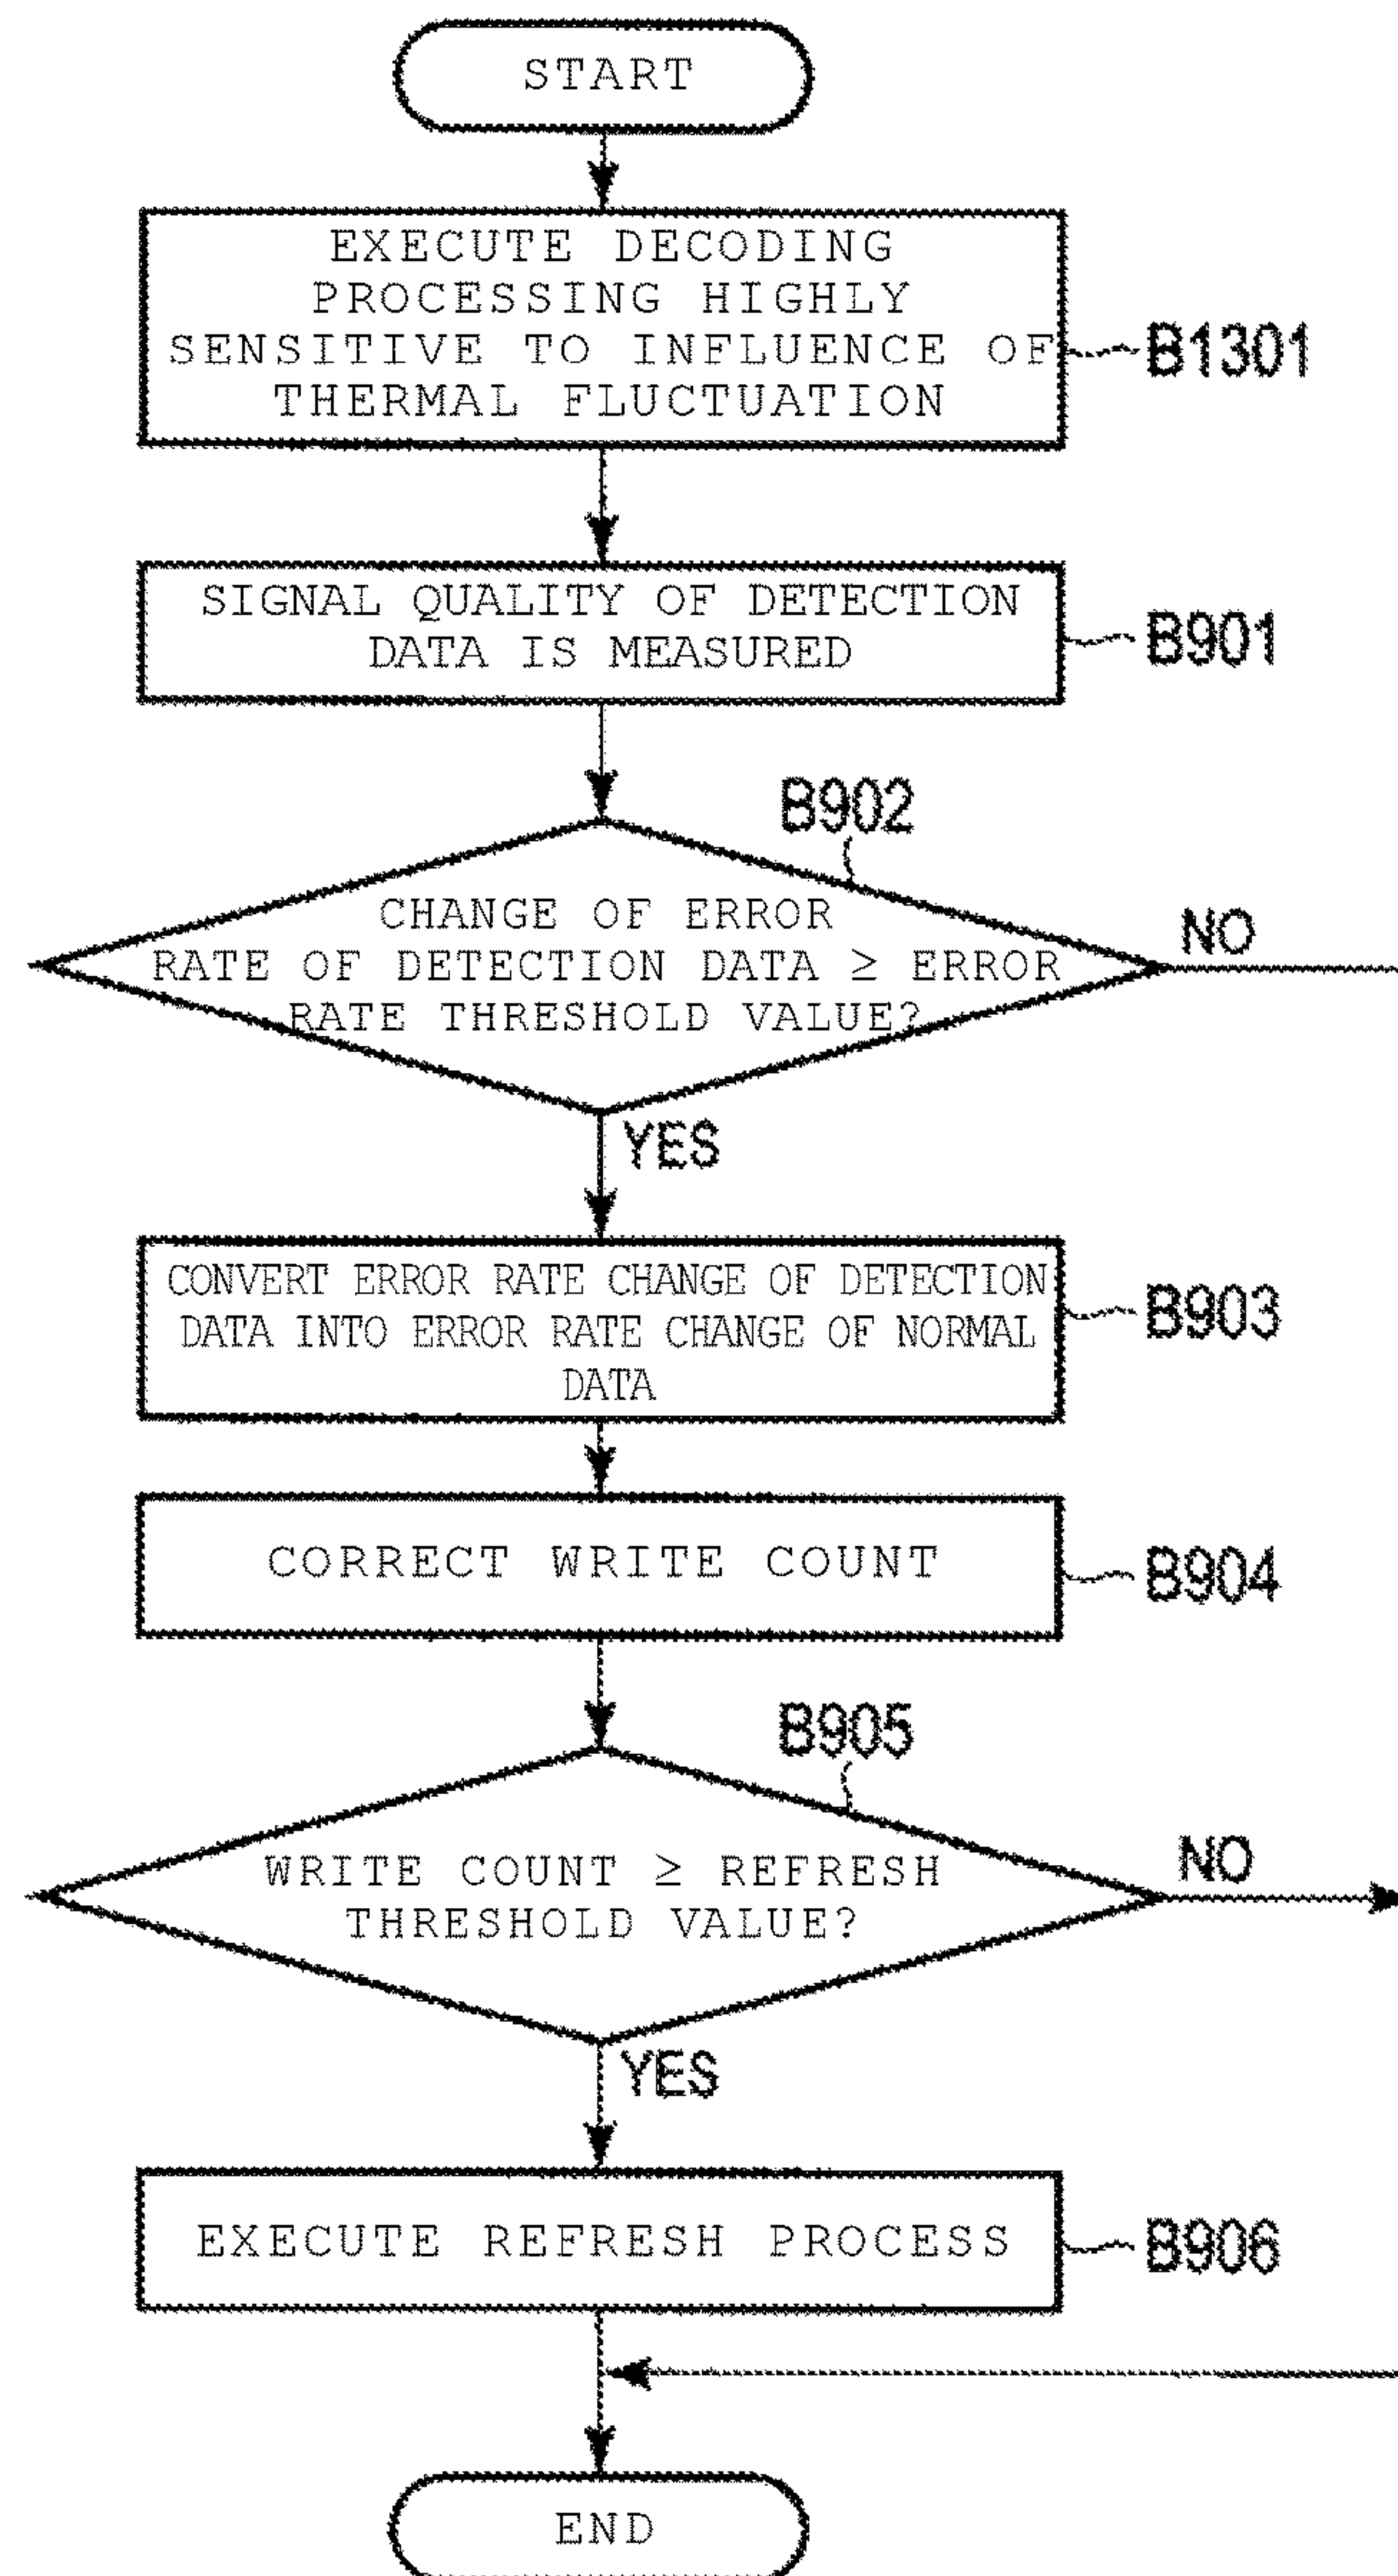 START
EXECUTE DECODING
PROCESSING HIGHLY
SENSITIVE TO INFLUENCE OF
THERMAL FLUCTUATION
B1301
SIGNAL QUALITY OF DETECTION
DATA IS MEASURED
B901
B902
CHANGE OF ERROR
RATE OF DETECTION DATA ≥ ERROR
RATE THRESHOLD VALUE?
NO
YES
CONVERT ERROR RATE CHANGE OF DETECTION
DATA INTO ERROR RATE CHANGE OF NORMAL
DATA
B903
CORRECT WRITE COUNT
B904
B905
WRITE COUNT ≥ REFRESH
THRESHOLD VALUE?
NO
YES
EXECUTE REFRESH PROCESS
B906
END